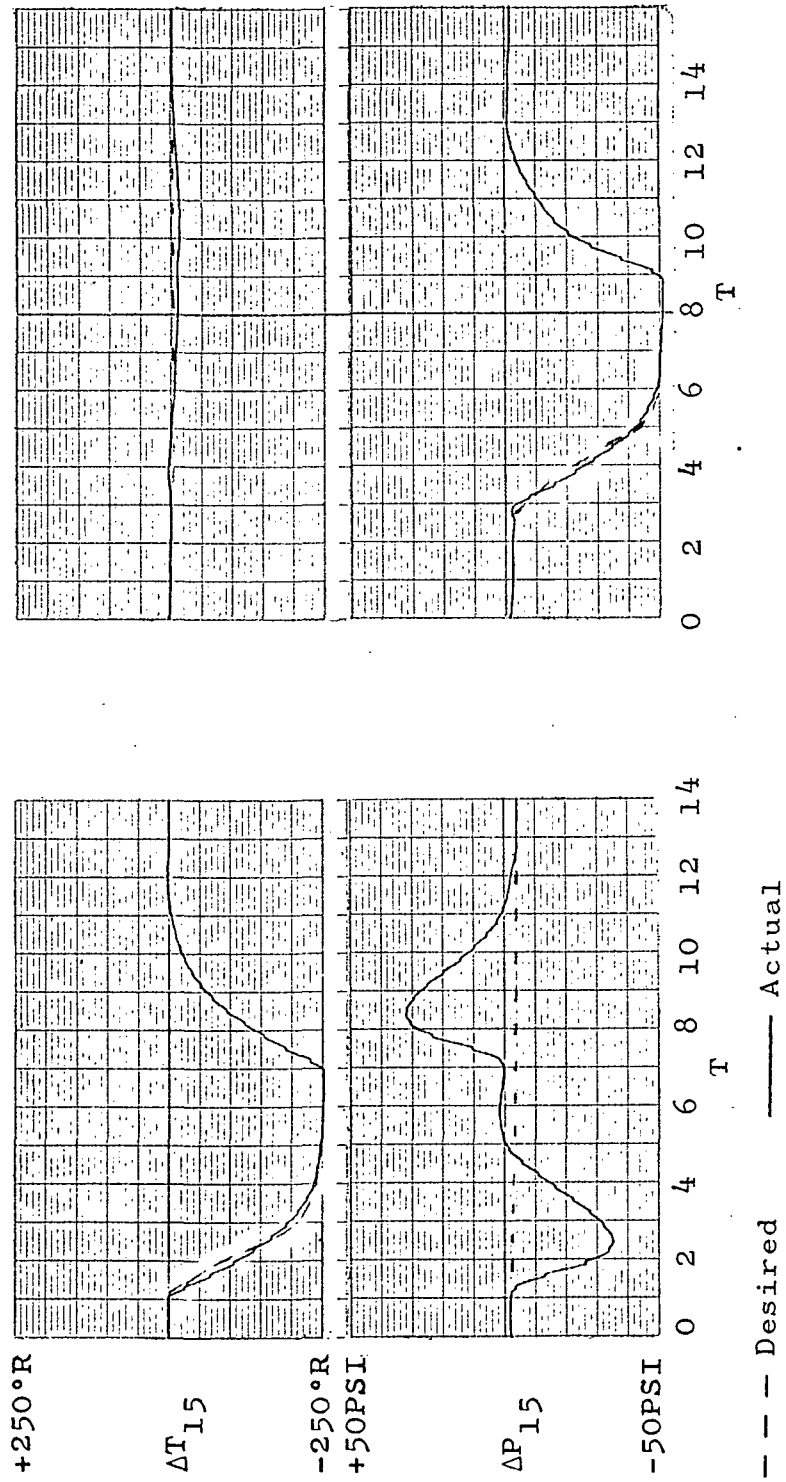 +250°R
ΔT15
-250°R
+50PSI
ΔP15
-50PSI
0 2 4 6 8 10 12 14
T
0 2 4 6 8 10 12 14
T
— — — Desired ——— Actual